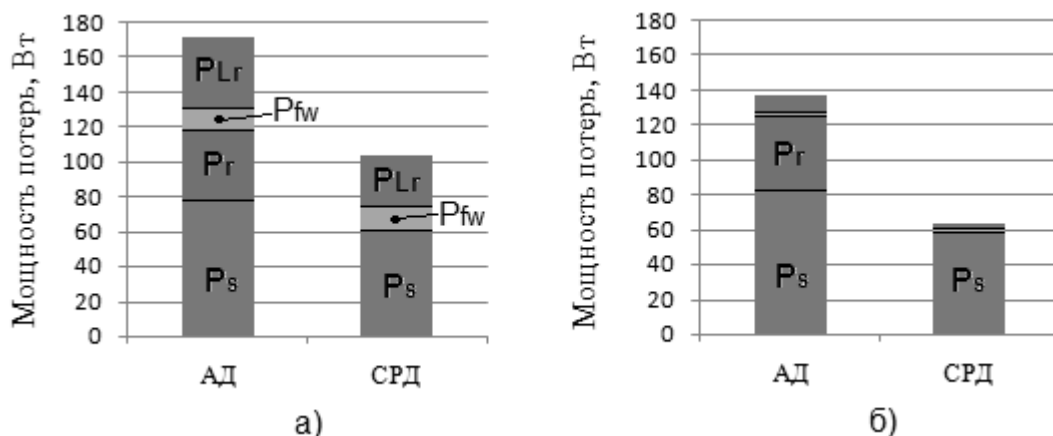 Мощность потерь, Вт
180
160
140
120
100
80
60
40
20
0
PLr
Pfw
Pr
Ps
PLr
Pfw
Ps
АД
СРД
а)
Мощность потерь, Вт
180
160
140
120
100
80
60
40
20
0
Pr
Ps
Ps
АД
СРД
б)